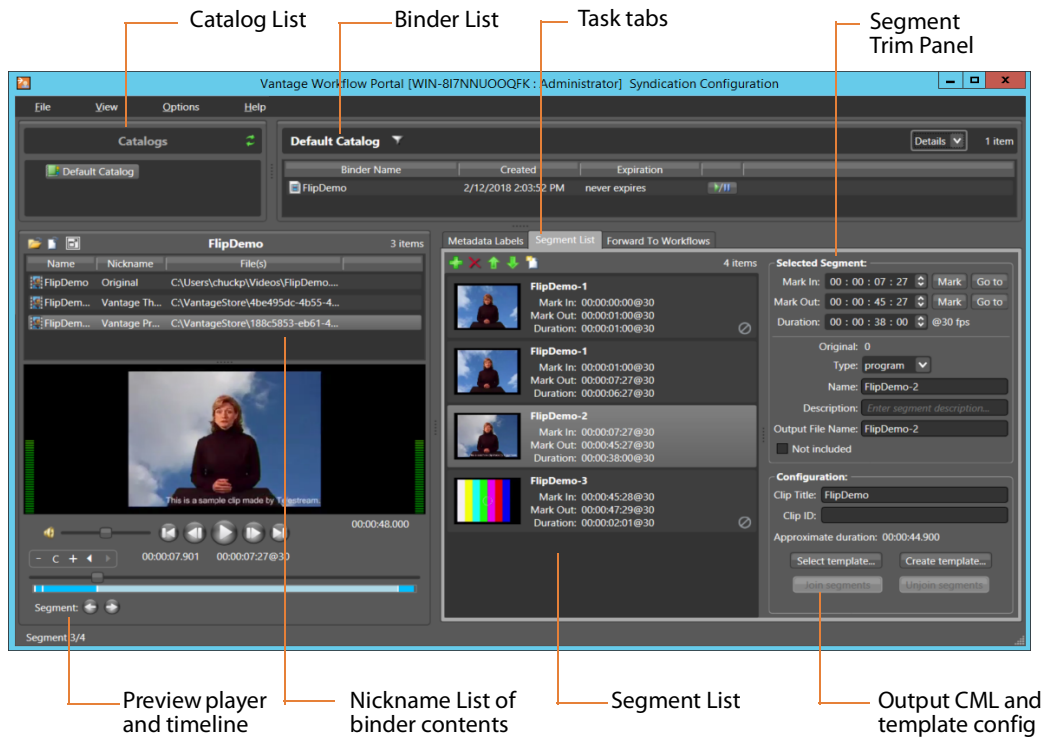 Catalog List
Binder List
Task tabs
Segment
Trim Panel
Vantage Workflow Portal [WIN-8I7NNUOOQFK : Administrator] Syndication Configuration
File View Options Help
Catalogs
Default Catalog
Default Catalog
Details
1 item
Binder Name Created Expiration
FlipDemo 2/12/2018 2:03:52 PM never expires
FlipDemo
3 items
Name Nickname File(s)
FlipDemo Original C:\Users\chuckp\Videos\FlipDemo....
FlipDem... Vantage Th... C:\VantageStore\4be495dc-4b55-4...
FlipDem... Vantage Pr... C:\VantageStore\188c5853-eb61-4...
This is a sample clip made by Telestream.
00:00:48.000
- C +
00:00:07.901 00:00:07:27@30
Segment:
Segment 3/4
Metadata Labels Segment List Forward To Workflows
4 items
FlipDemo-1
Mark In: 00:00:00:00@30
Mark Out: 00:00:01:00@30
Duration: 00:00:01:00@30
FlipDemo-1
Mark In: 00:00:01:00@30
Mark Out: 00:00:07:27@30
Duration: 00:00:06:27@30
FlipDemo-2
Mark In: 00:00:07:27@30
Mark Out: 00:00:45:27@30
Duration: 00:00:38:00@30
FlipDemo-3
Mark In: 00:00:45:28@30
Mark Out: 00:00:47:29@30
Duration: 00:00:02:01@30
Selected Segment:
Mark In: 00 : 00 : 07 : 27 Mark Go to
Mark Out: 00 : 00 : 45 : 27 Mark Go to
Duration: 00 : 00 : 38 : 00 @30 fps
Original: 0
Type: program
Name: FlipDemo-2
Description: Enter segment description...
Output File Name: FlipDemo-2
Not included
Configuration:
Clip Title: FlipDemo
Clip ID:
Approximate duration: 00:00:44.900
Select template... Create template...
Join segments Unjoin segments
Preview player
and timeline
Nickname List of
binder contents
Segment List
Output CML and
template config